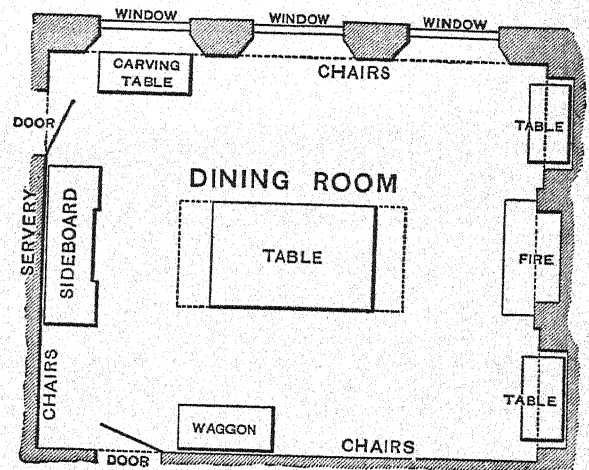 WINDOW
WINDOW
WINDOW
CARVING
TABLE
CHAIRS
DOOR
TABLE
DINING ROOM
SERVERY
SIDEBOARD
TABLE
FIRE
CHAIRS
TABLE
WAGGON
CHAIRS
DOOR